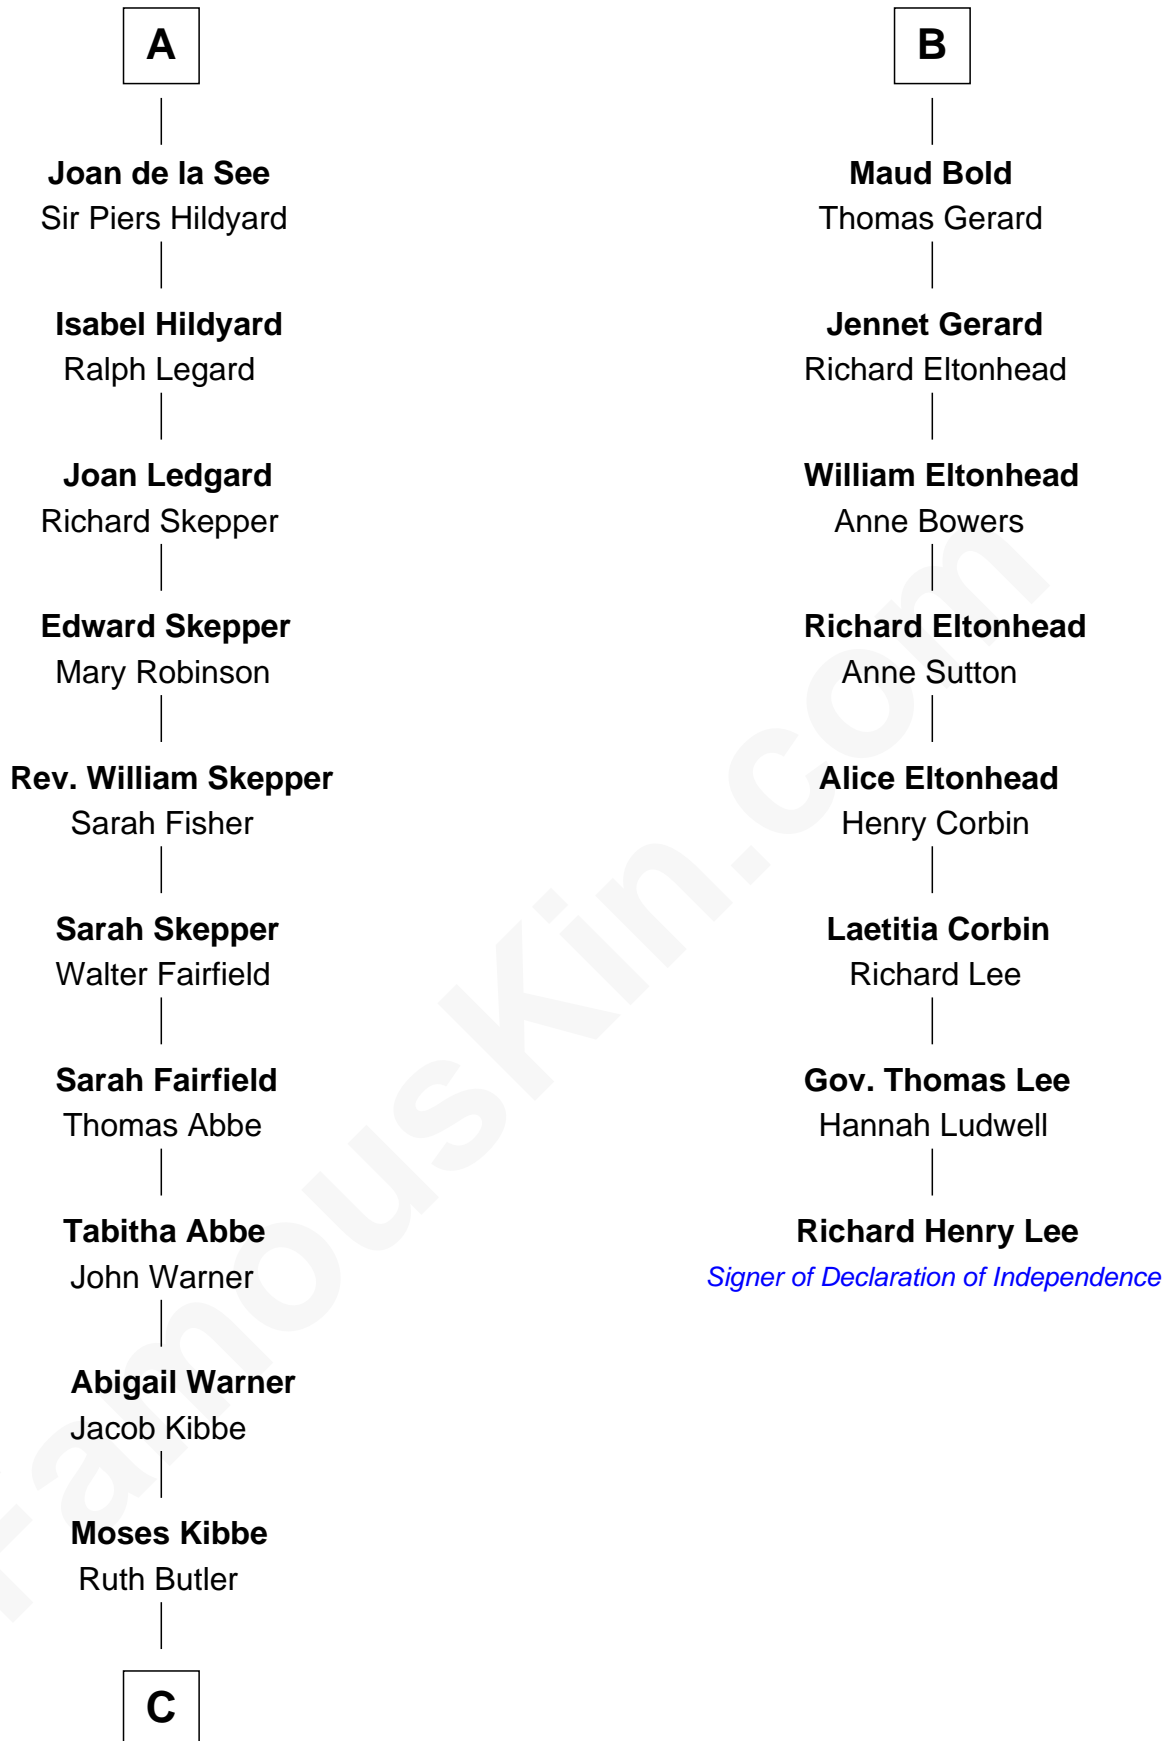 A
Joan de la See
Sir Piers Hildyard
Isabel Hildyard
Ralph Legard
Joan Ledgard
Richard Skepper
Edward Skepper
Mary Robinson
Rev. William Skepper
Sarah Fisher
Sarah Skepper
Walter Fairfield
Sarah Fairfield
Thomas Abbe
Tabitha Abbe
John Warner
Abigail Warner
Jacob Kibbe
Moses Kibbe
Ruth Butler
C
B
Maud Bold
Thomas Gerard
Jennet Gerard
Richard Eltonhead
William Eltonhead
Anne Bowers
Richard Eltonhead
Anne Sutton
Alice Eltonhead
Henry Corbin
Laetitia Corbin
Richard Lee
Gov. Thomas Lee
Hannah Ludwell
Richard Henry Lee
Signer of Declaration of Independence
FamousKin.com